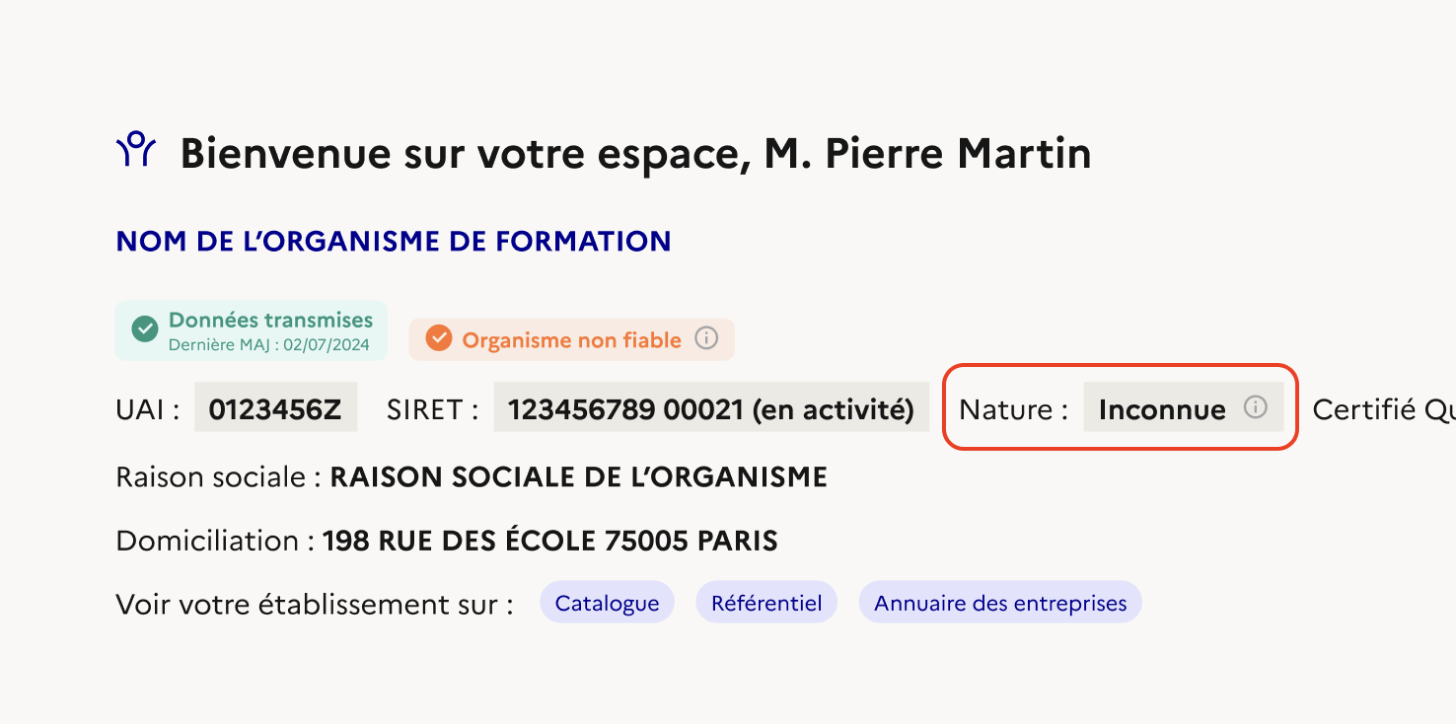 Bienvenue sur votre espace, M. Pierre Martin
NOM DE L’ORGANISME DE FORMATION
Données transmises
Dernière MAJ : 02/07/2024
Organisme non fiable
UAI : 0123456Z SIRET : 123456789 00021 (en activité) Nature : Inconnue Certifié
Raison sociale : RAISON SOCIALE DE L’ORGANISME
Domiciliation : 198 RUE DES ÉCOLE 75005 PARIS
Voir votre établissement sur : Catalogue Référentiel Annuaire des entreprises